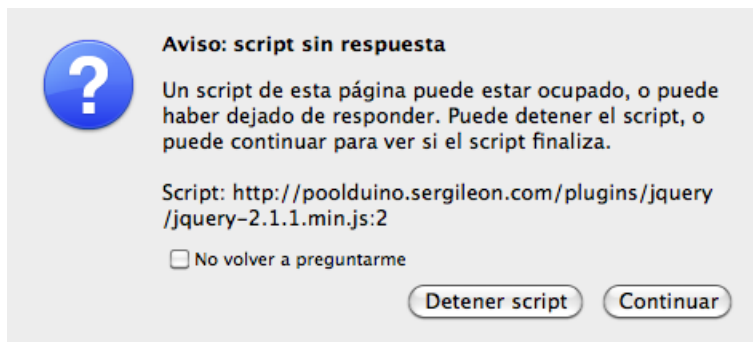 Aviso: script sin respuesta
Un script de esta página puede estar ocupado, o puede
haber dejado de responder. Puede detener el script, o
puede continuar para ver si el script finaliza.
Script: http://poolduino.sergileon.com/plugins/jquery
/jquery-2.1.1.min.js:2
No volver a preguntarme
Detener script
Continuar